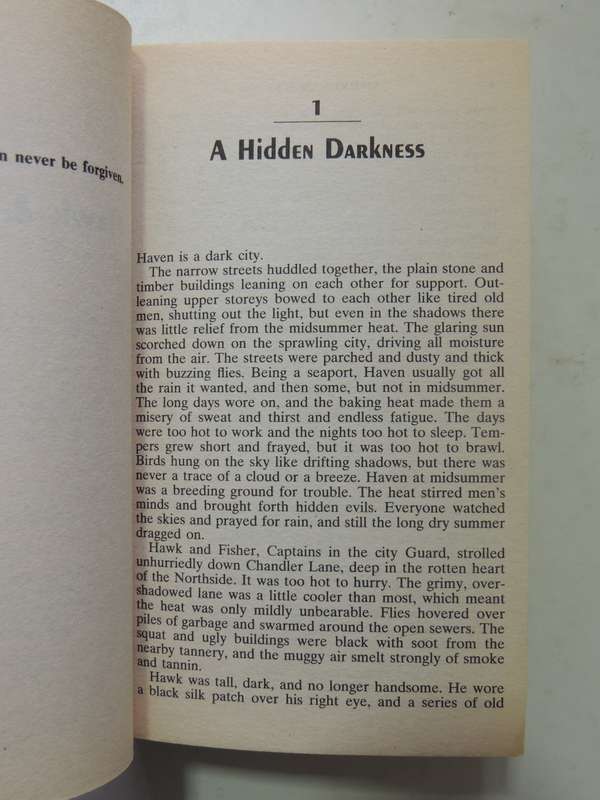 n never be forgiven.
1
A Hidden Darkness
Haven is a dark city.
The narrow streets huddled together, the plain stone and
timber buildings leaning on each other for support. Out-
leaning upper storeys bowed to each other like tired old
men, shutting out the light, but even in the shadows there
was little relief from the midsummer heat. The glaring sun
scorched down on the sprawling city, driving all moisture
from the air. The streets were parched and dusty and thick
with buzzing flies. Being a seaport, Haven usually got all
the rain it wanted, and then some, but not in midsummer.
The long days wore on, and the baking heat made them a
misery of sweat and thirst and endless fatigue. The days
were too hot to work and the nights too hot to sleep. Tem-
pers grew short and frayed, but it was too hot to brawl.
Birds hung on the sky like drifting shadows, but there was
never a trace of a cloud or a breeze. Haven at midsummer
was a breeding ground for trouble. The heat stirred men's
minds and brought forth hidden evils. Everyone watched
the skies and prayed for rain, and still the long dry summer
dragged on.
Hawk and Fisher, Captains in the city Guard, strolled
unhurriedly down Chandler Lane, deep in the rotten heart
of the Northside. It was too hot to hurry. The grimy, over-
shadowed lane was a little cooler than most, which meant
the heat was only mildly unbearable. Flies hovered over
piles of garbage and swarmed around the open sewers. The
squat and ugly buildings were black with soot from the
nearby tannery, and the muggy air smelt strongly of smoke
and tannin.
Hawk was tall, dark, and no longer handsome. He wore
a black silk patch over his right eye, and a series of old